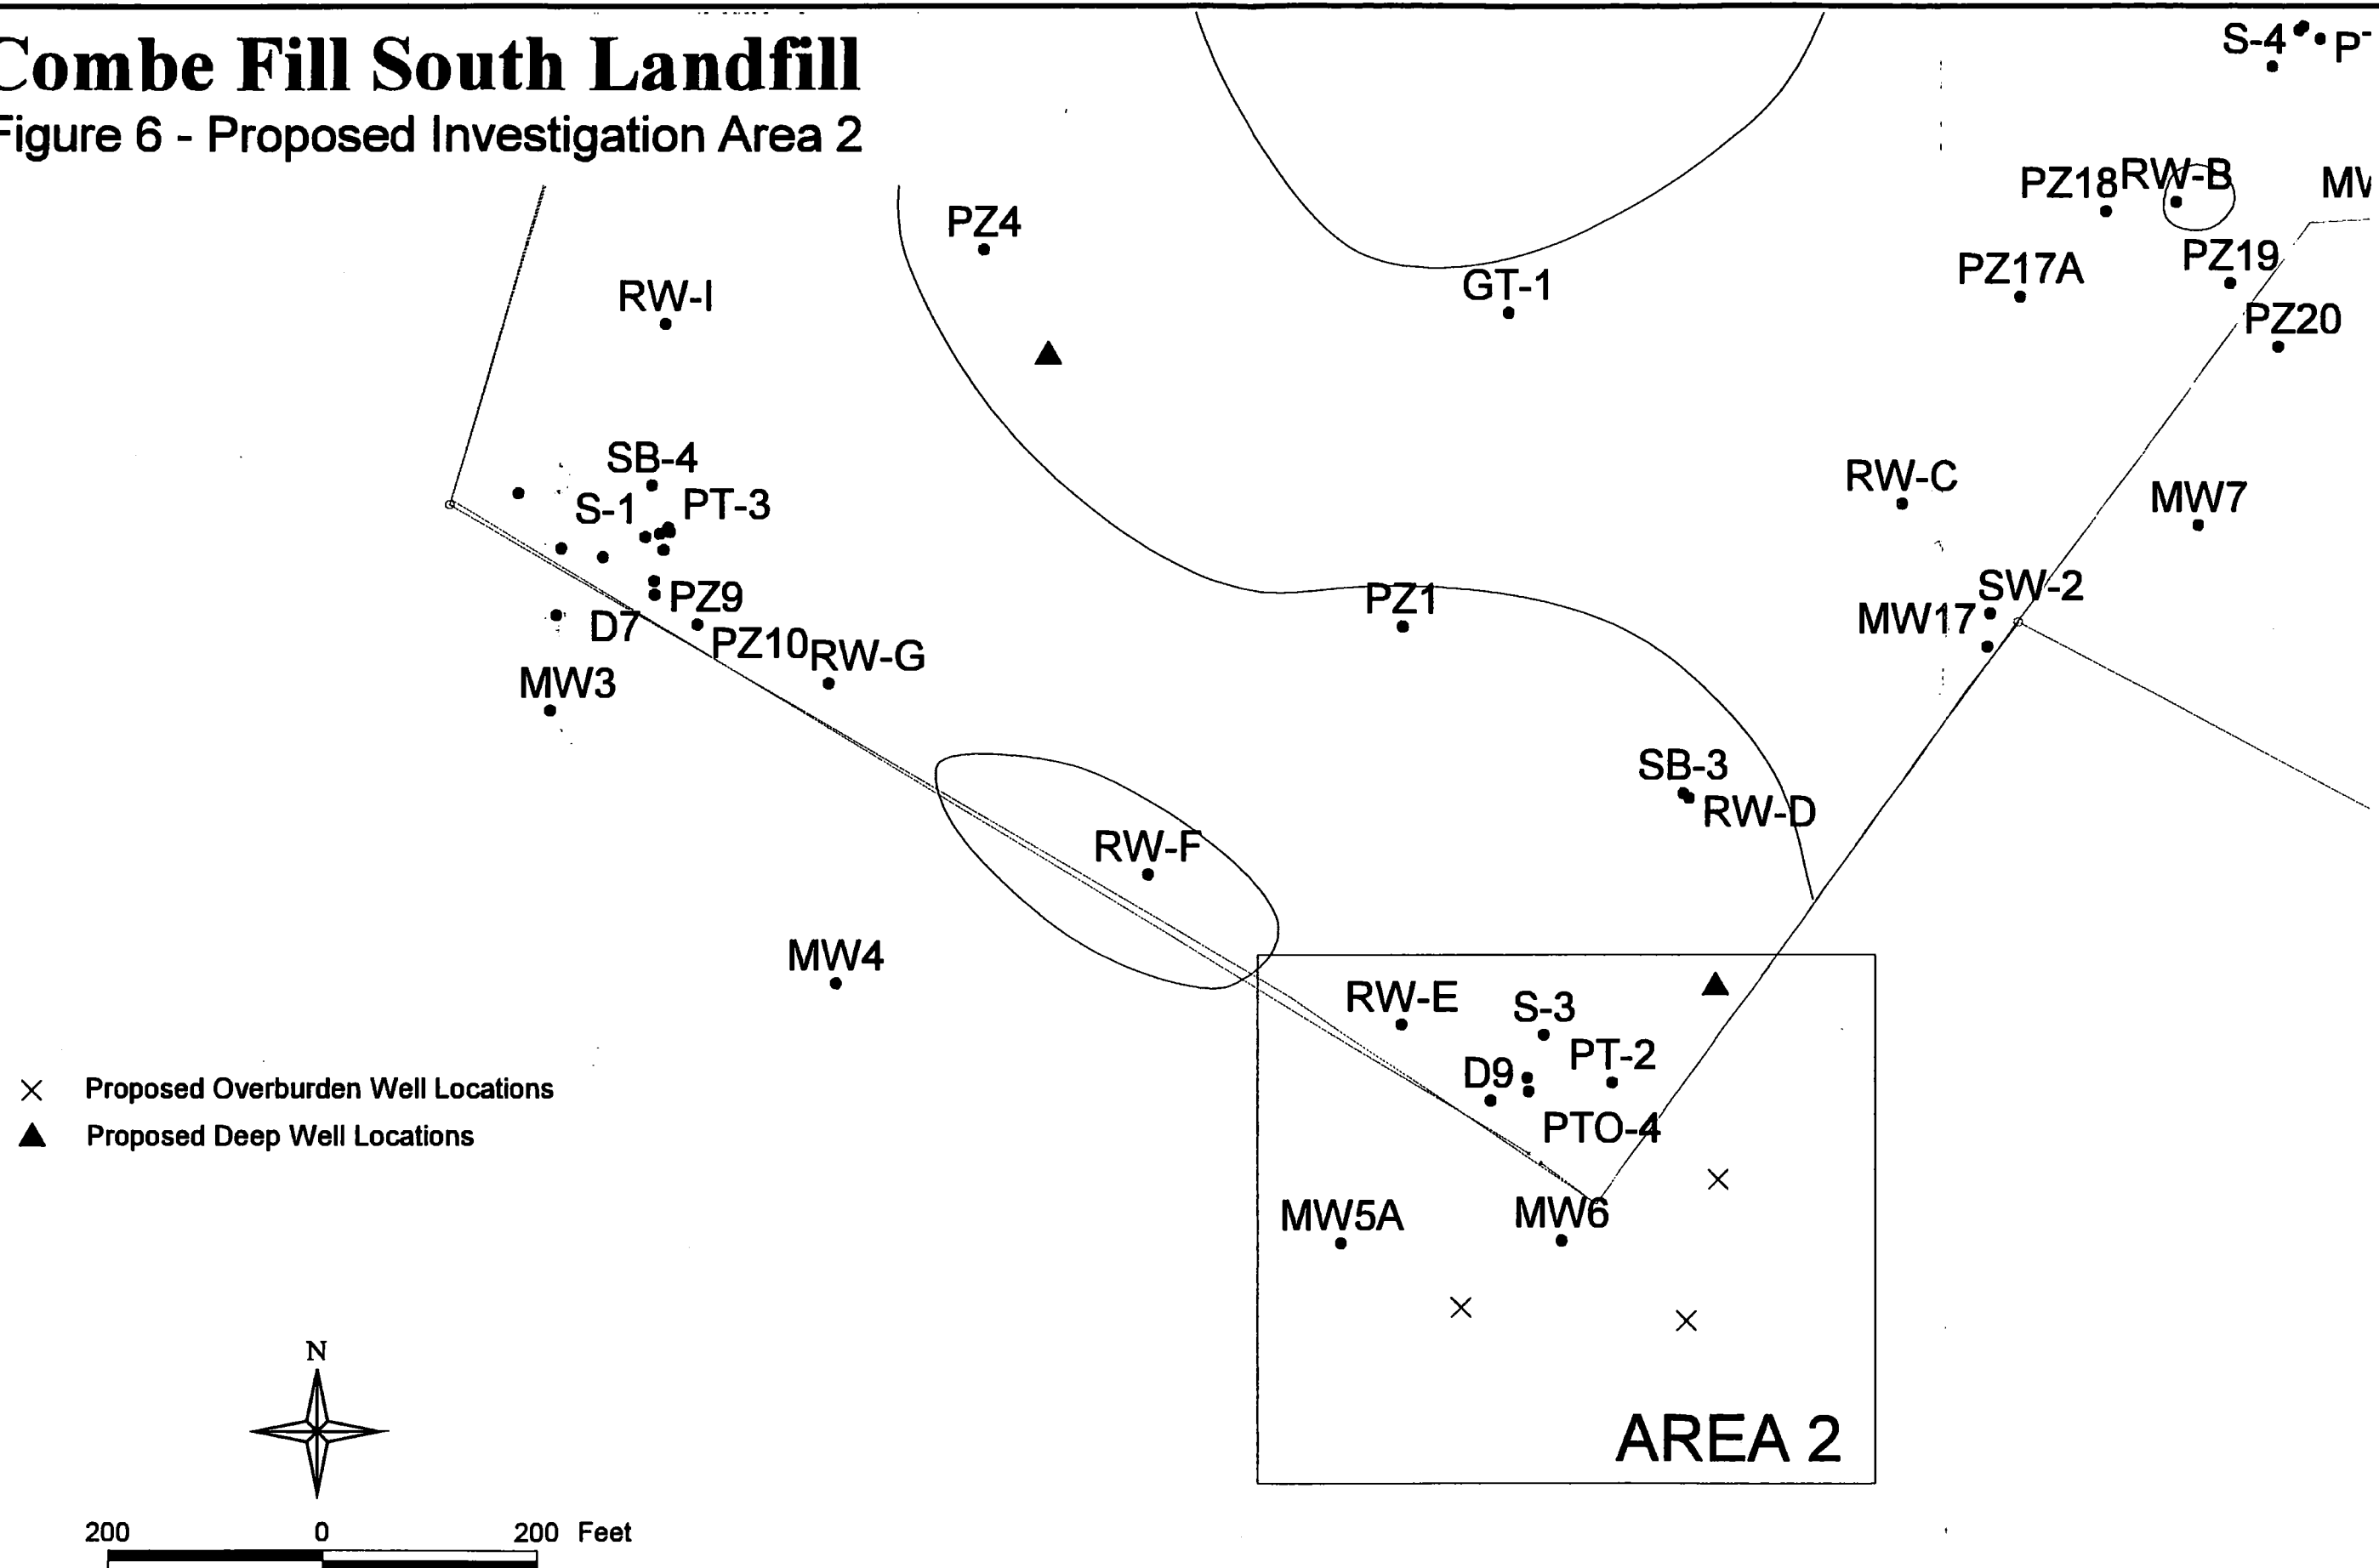 Combe Fill South Landfill
Figure 6 - Proposed Investigation Area 2
S-4
PZ18
RW-B
PZ4
PZ19
PZ17A
GT-1
RW-I
PZ20
SB-4
RW-C
PT-3
S-1
MW7
SW-2
PZ1
PZ9
MW17
D7
PZ10
RW-G
MW3
SB-3
RW-D
RW-F
MW4
RW-E
S-3
PT-2
D9
PTO-4
Proposed Overburden Well Locations
Proposed Deep Well Locations
MW5A
MW6
AREA 2
N
200 0 200 Feet